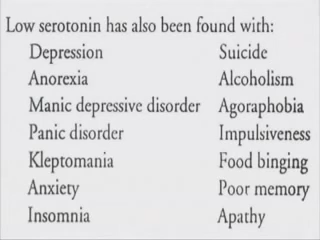 Low serotonin has also been found with:
Depression Suicide
Anorexia Alcoholism
Manic depressive disorder Agoraphobia
Panic disorder Impulsiveness
Kleptomania Food binging
Anxiety Poor memory
Insomnia Apathy